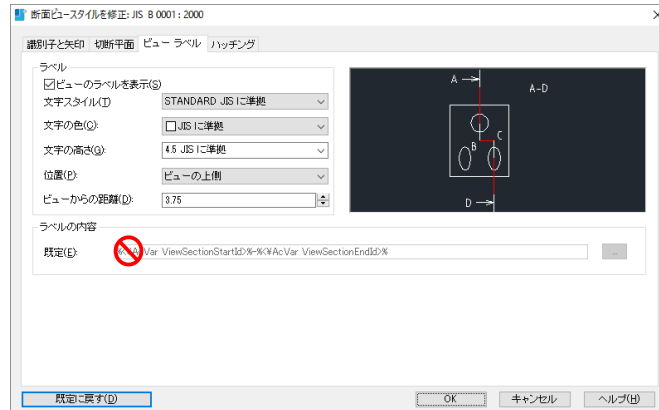 断面ビュースタイルを修正: JIS B 0001 : 2000
識別子と矢印 切断平面 ビュー ラベル ハッチング
ラベル
ビューのラベルを表示(S)
文字スタイル(T) STANDARD JIS に準拠
文字の色(C): JIS に準拠
文字の高さ(G): 4.5 JIS に準拠
位置(P): ビューの上側
ビューからの距離(D): 3.75
A
A-D
B
C
D
ラベルの内容
既定(E): Var ViewSectionStartId>%-%<¥AcVar ViewSectionEndId>%
...
既定に戻す(D) OK キャンセル ヘルプ(H)